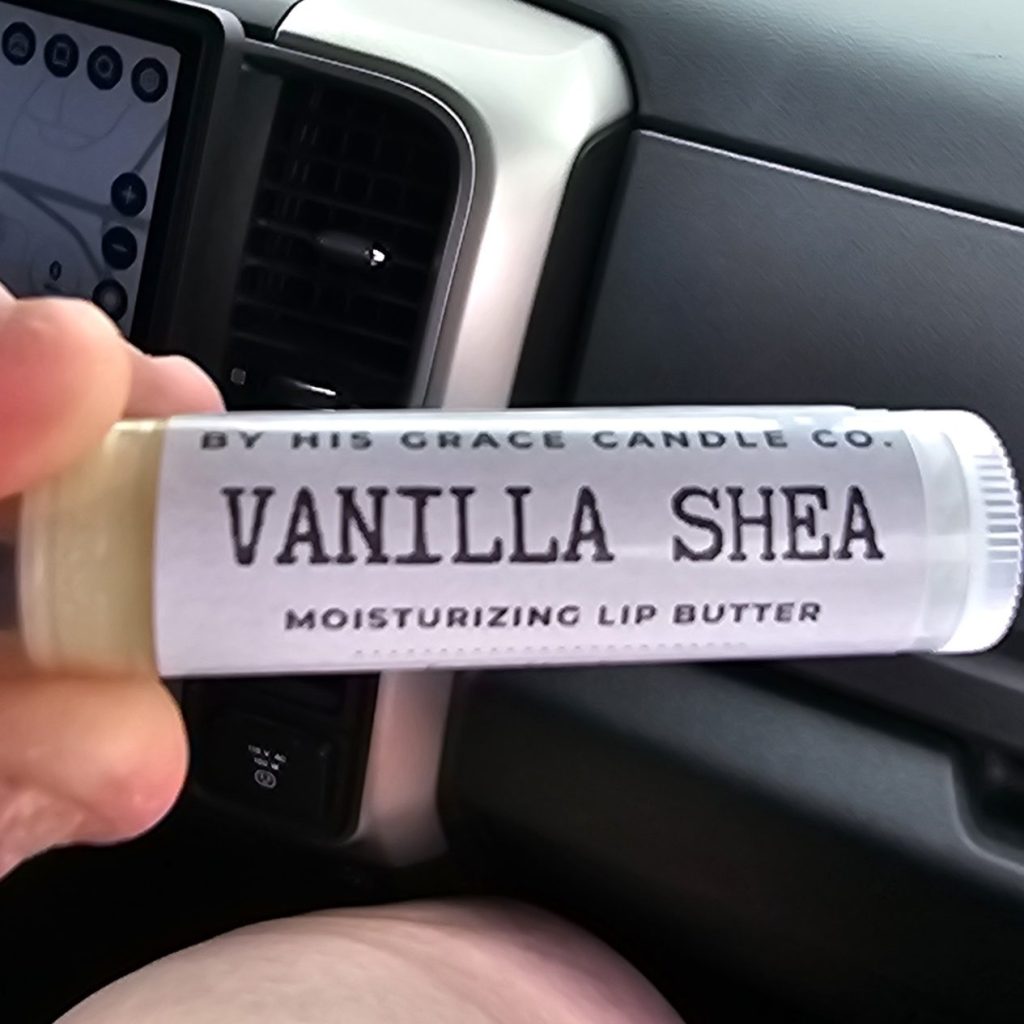 BY HIS GRACE CANDLE CO.
VANILLA SHEA
MOISTURIZING LIP BUTTER